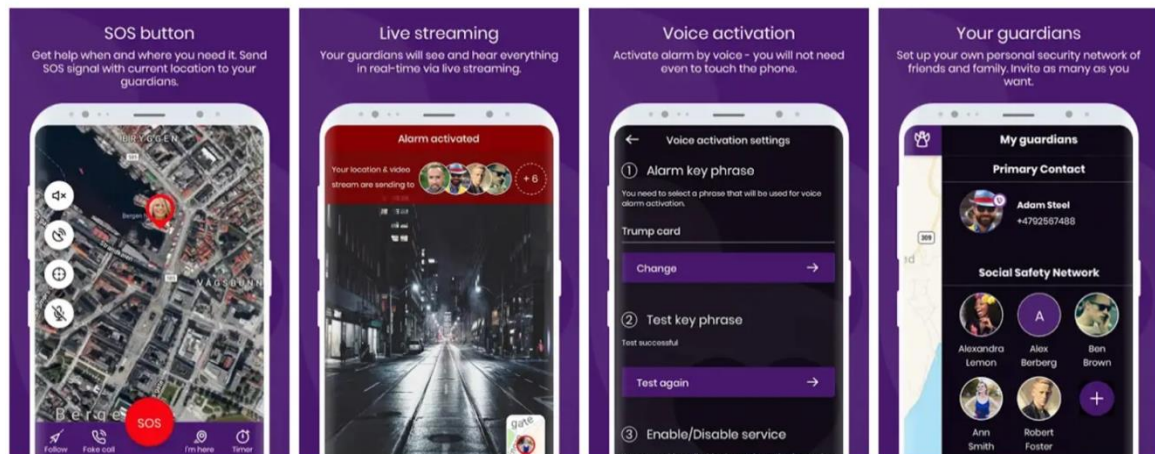 SOS button
Get help when and where you need it. Send
SOS signal with current location to your
guardians.
BRYGGEN
Bergen
VÅGSBUNN
Berge
SOS
Follow
Fake call
I'm here
Timer
Live streaming
Your guardians will see and hear everything
in real-time via live streaming.
Alarm activated
Your location & video
stream are sending to
+ 6
gate
Voice activation
Activate alarm by voice - you will not need
even to touch the phone.
Voice activation settings
1 Alarm key phrase
You need to select a phrase that will be used for voice
alarm activation.
Trump card
Change
2 Test key phrase
Test successful
Test again
3 Enable/Disable service
Your guardians
Set up your own personal security network of
friends and family. Invite as many as you
want.
My guardians
Primary Contact
Adam Steel
+4792567488
309
ed
Social Safety Network
A
Alexandra
Lemon
Alex
Berberg
Ben
Brown
+
Ann
Smith
Robert
Foster